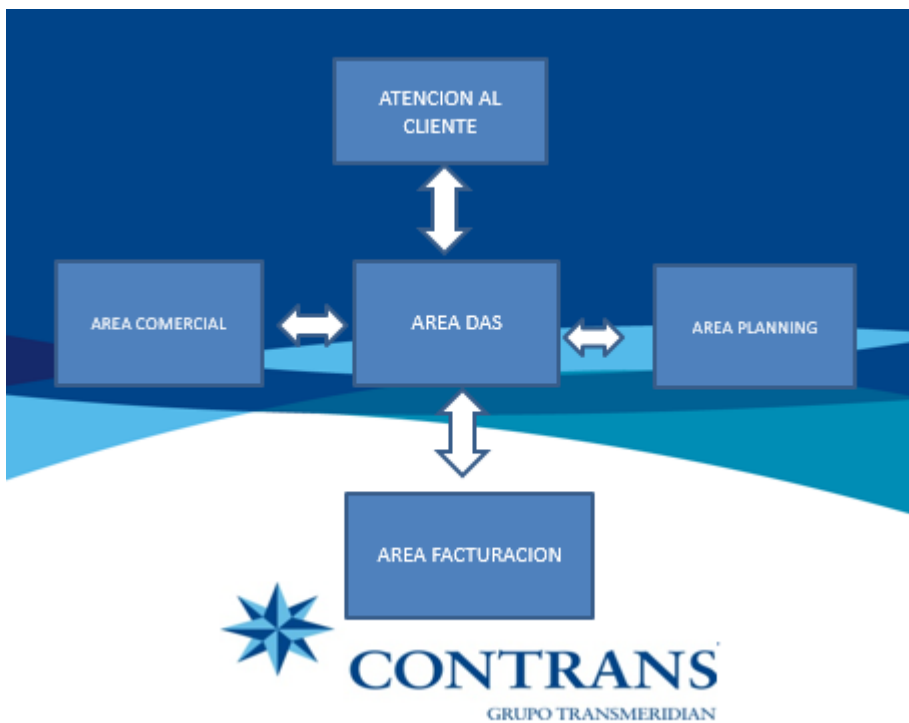 ATENCION AL
CLIENTE
AREA COMERCIAL
AREA DAS
AREA PLANNING
AREA FACTURACION
CONTRANS
GRUPO TRANSMERIDIAN